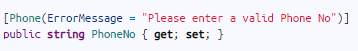 [Phone(ErrorMessage = "Please enter a valid Phone No")]
public string PhoneNo { get; set; }